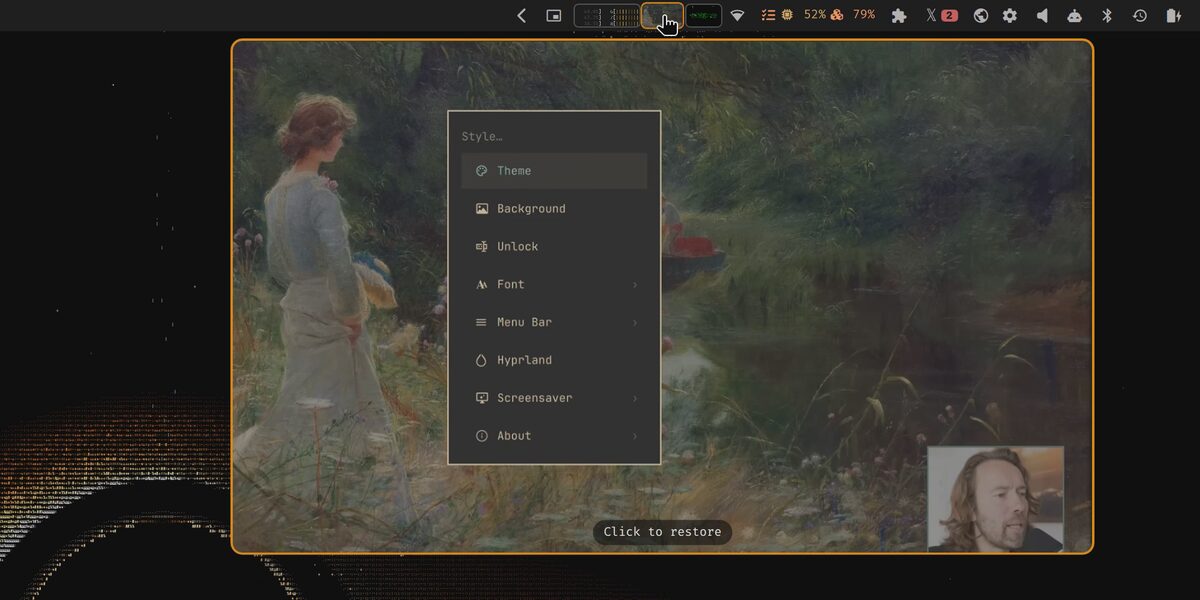 52%
79%
2
Style…
Theme
Background
Unlock
Font
Menu Bar
Hyprland
Screensaver
About
Click to restore